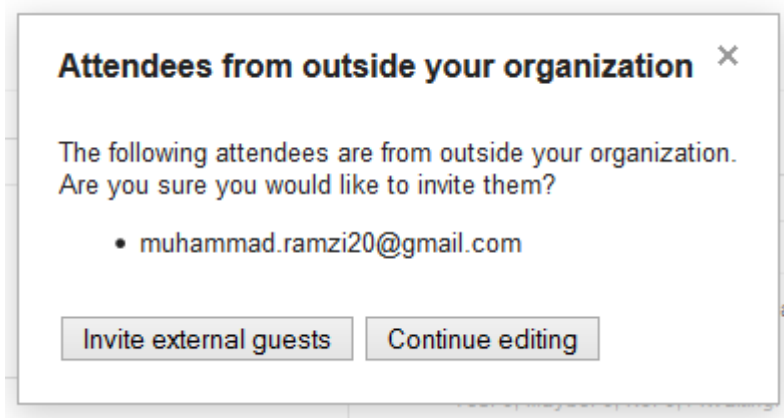 Attendees from outside your organization ×
The following attendees are from outside your organization.
Are you sure you would like to invite them?
• muhammad.ramzi20@gmail.com
Invite external guests Continue editing